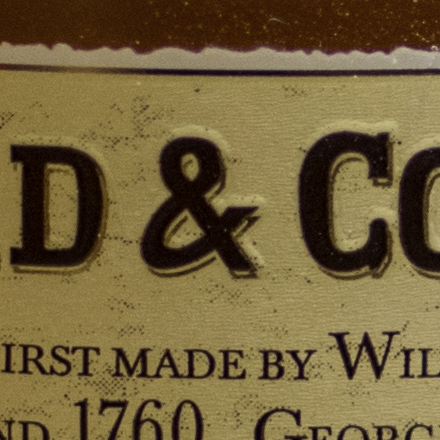 D & Co
IRST MADE BY WIL
ND 1760 GEORG